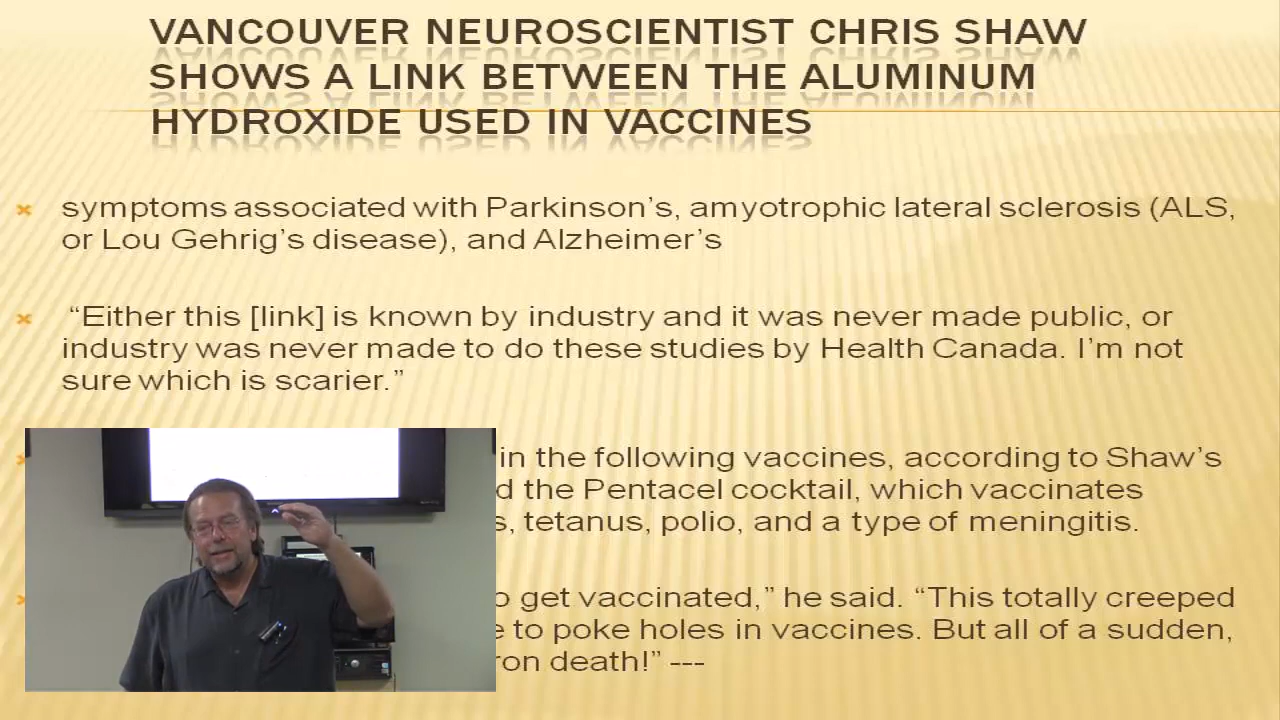 VANCOUVER NEUROSCIENTIST CHRIS SHAW
SHOWS A LINK BETWEEN THE ALUMINUM
HYDROXIDE USED IN VACCINES
symptoms associated with Parkinson's, amyotrophic lateral sclerosis (ALS,
or Lou Gehrig's disease), and Alzheimer's
“Either this [link] is known by industry and it was never made public, or
industry was never made to do these studies by Health Canada. I'm not
sure which is scarier.”
in the following vaccines, according to Shaw's
the Pentacel cocktail, which vaccinates
tetanus, polio, and a type of meningitis.
get vaccinated,” he said. “This totally creeped
to poke holes in vaccines. But all of a sudden,
death!” ---